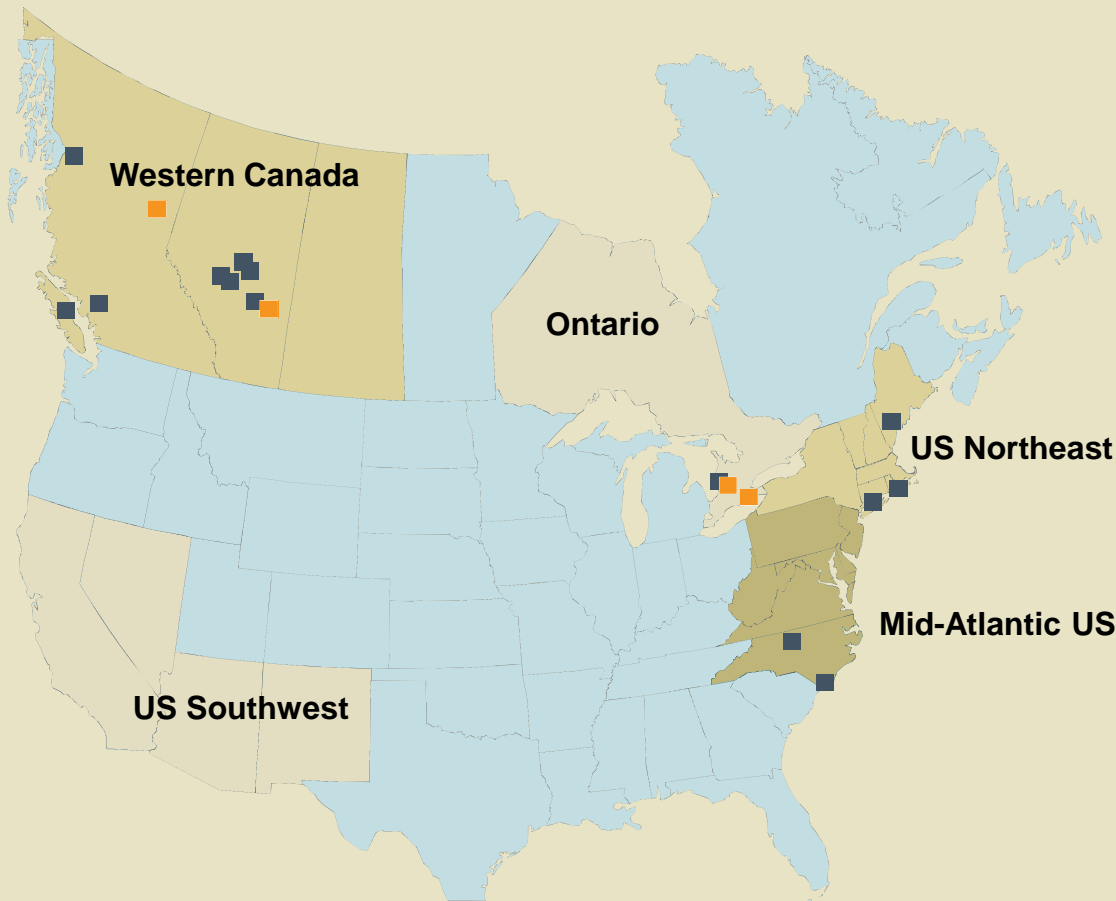 Western Canada
Ontario
US Northeast
Mid-Atlantic US
US Southwest